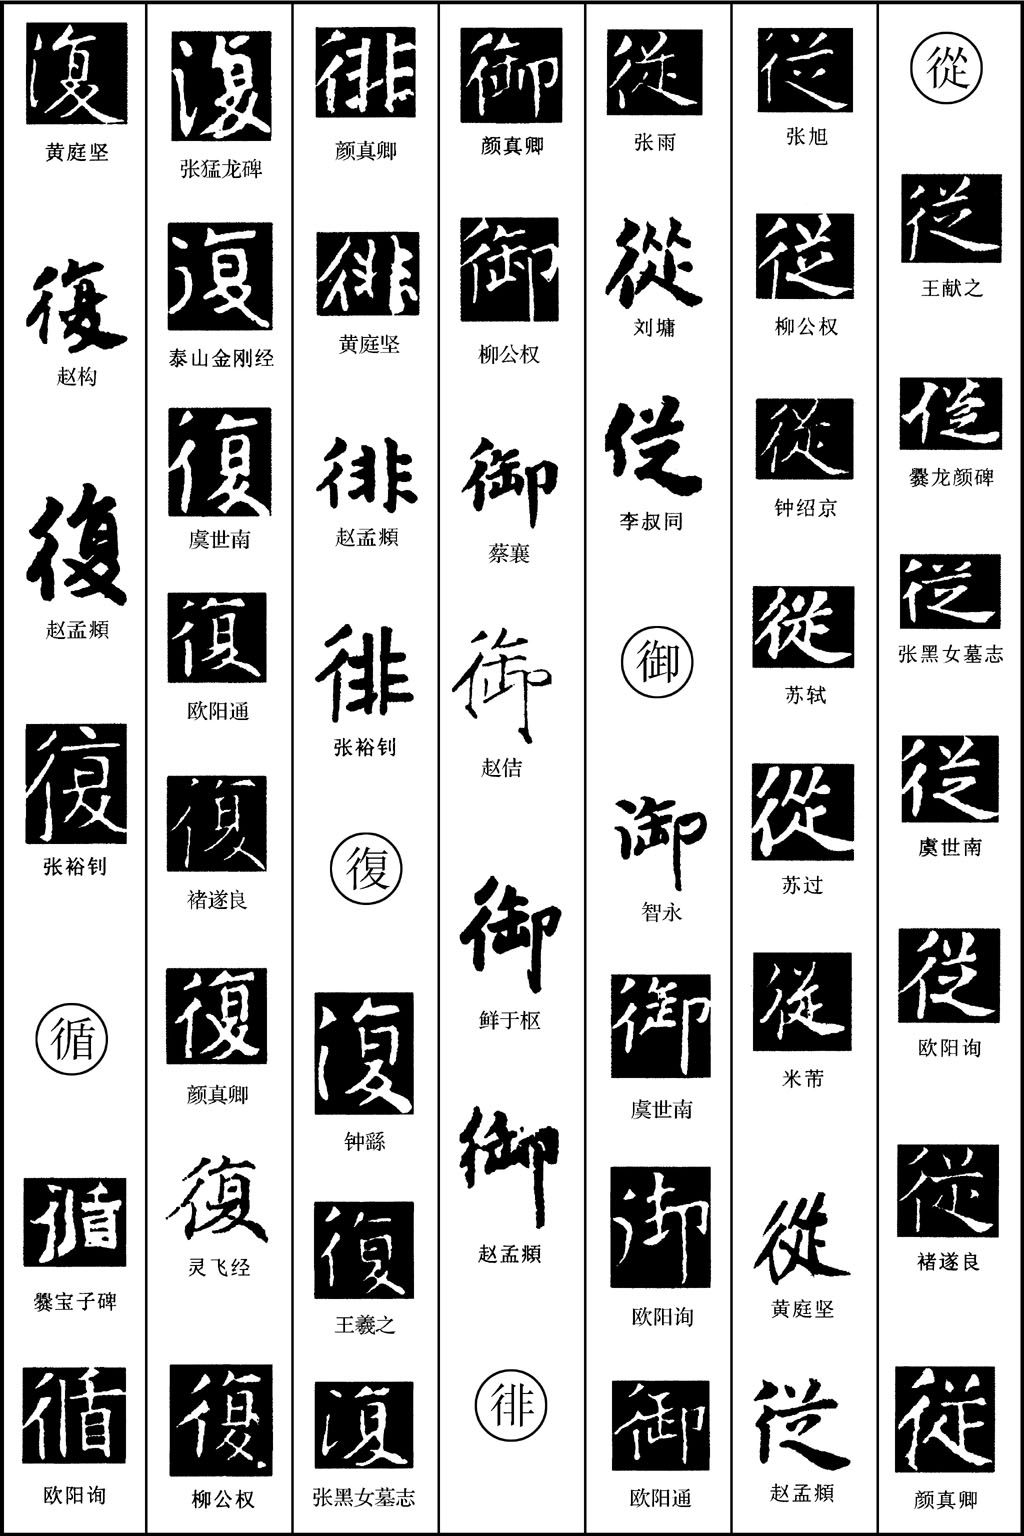 從
從
王献之
從
爨龙颜碑
從
张黑女墓志
從
虞世南
從
欧阳询
從
褚遂良
從
颜真卿
從
张旭
從
柳公权
從
钟绍京
從
苏轼
從
苏过
從
米芾
從
黄庭坚
從
赵孟頫
從
张雨
從
刘墉
從
李叔同
御
御
智永
御
虞世南
御
欧阳询
御
欧阳通
御
颜真卿
御
柳公权
御
蔡襄
御
赵佶
御
鲜于枢
御
赵孟頫
徘
徘
颜真卿
徘
黄庭坚
徘
赵孟頫
徘
张裕钊
復
復
钟繇
復
王羲之
復
张黑女墓志
復
张猛龙碑
復
泰山金刚经
復
虞世南
復
欧阳通
復
褚遂良
復
颜真卿
復
灵飞经
復
柳公权
復
黄庭坚
復
赵构
復
赵孟頫
復
张裕钊
循
循
爨宝子碑
循
欧阳询